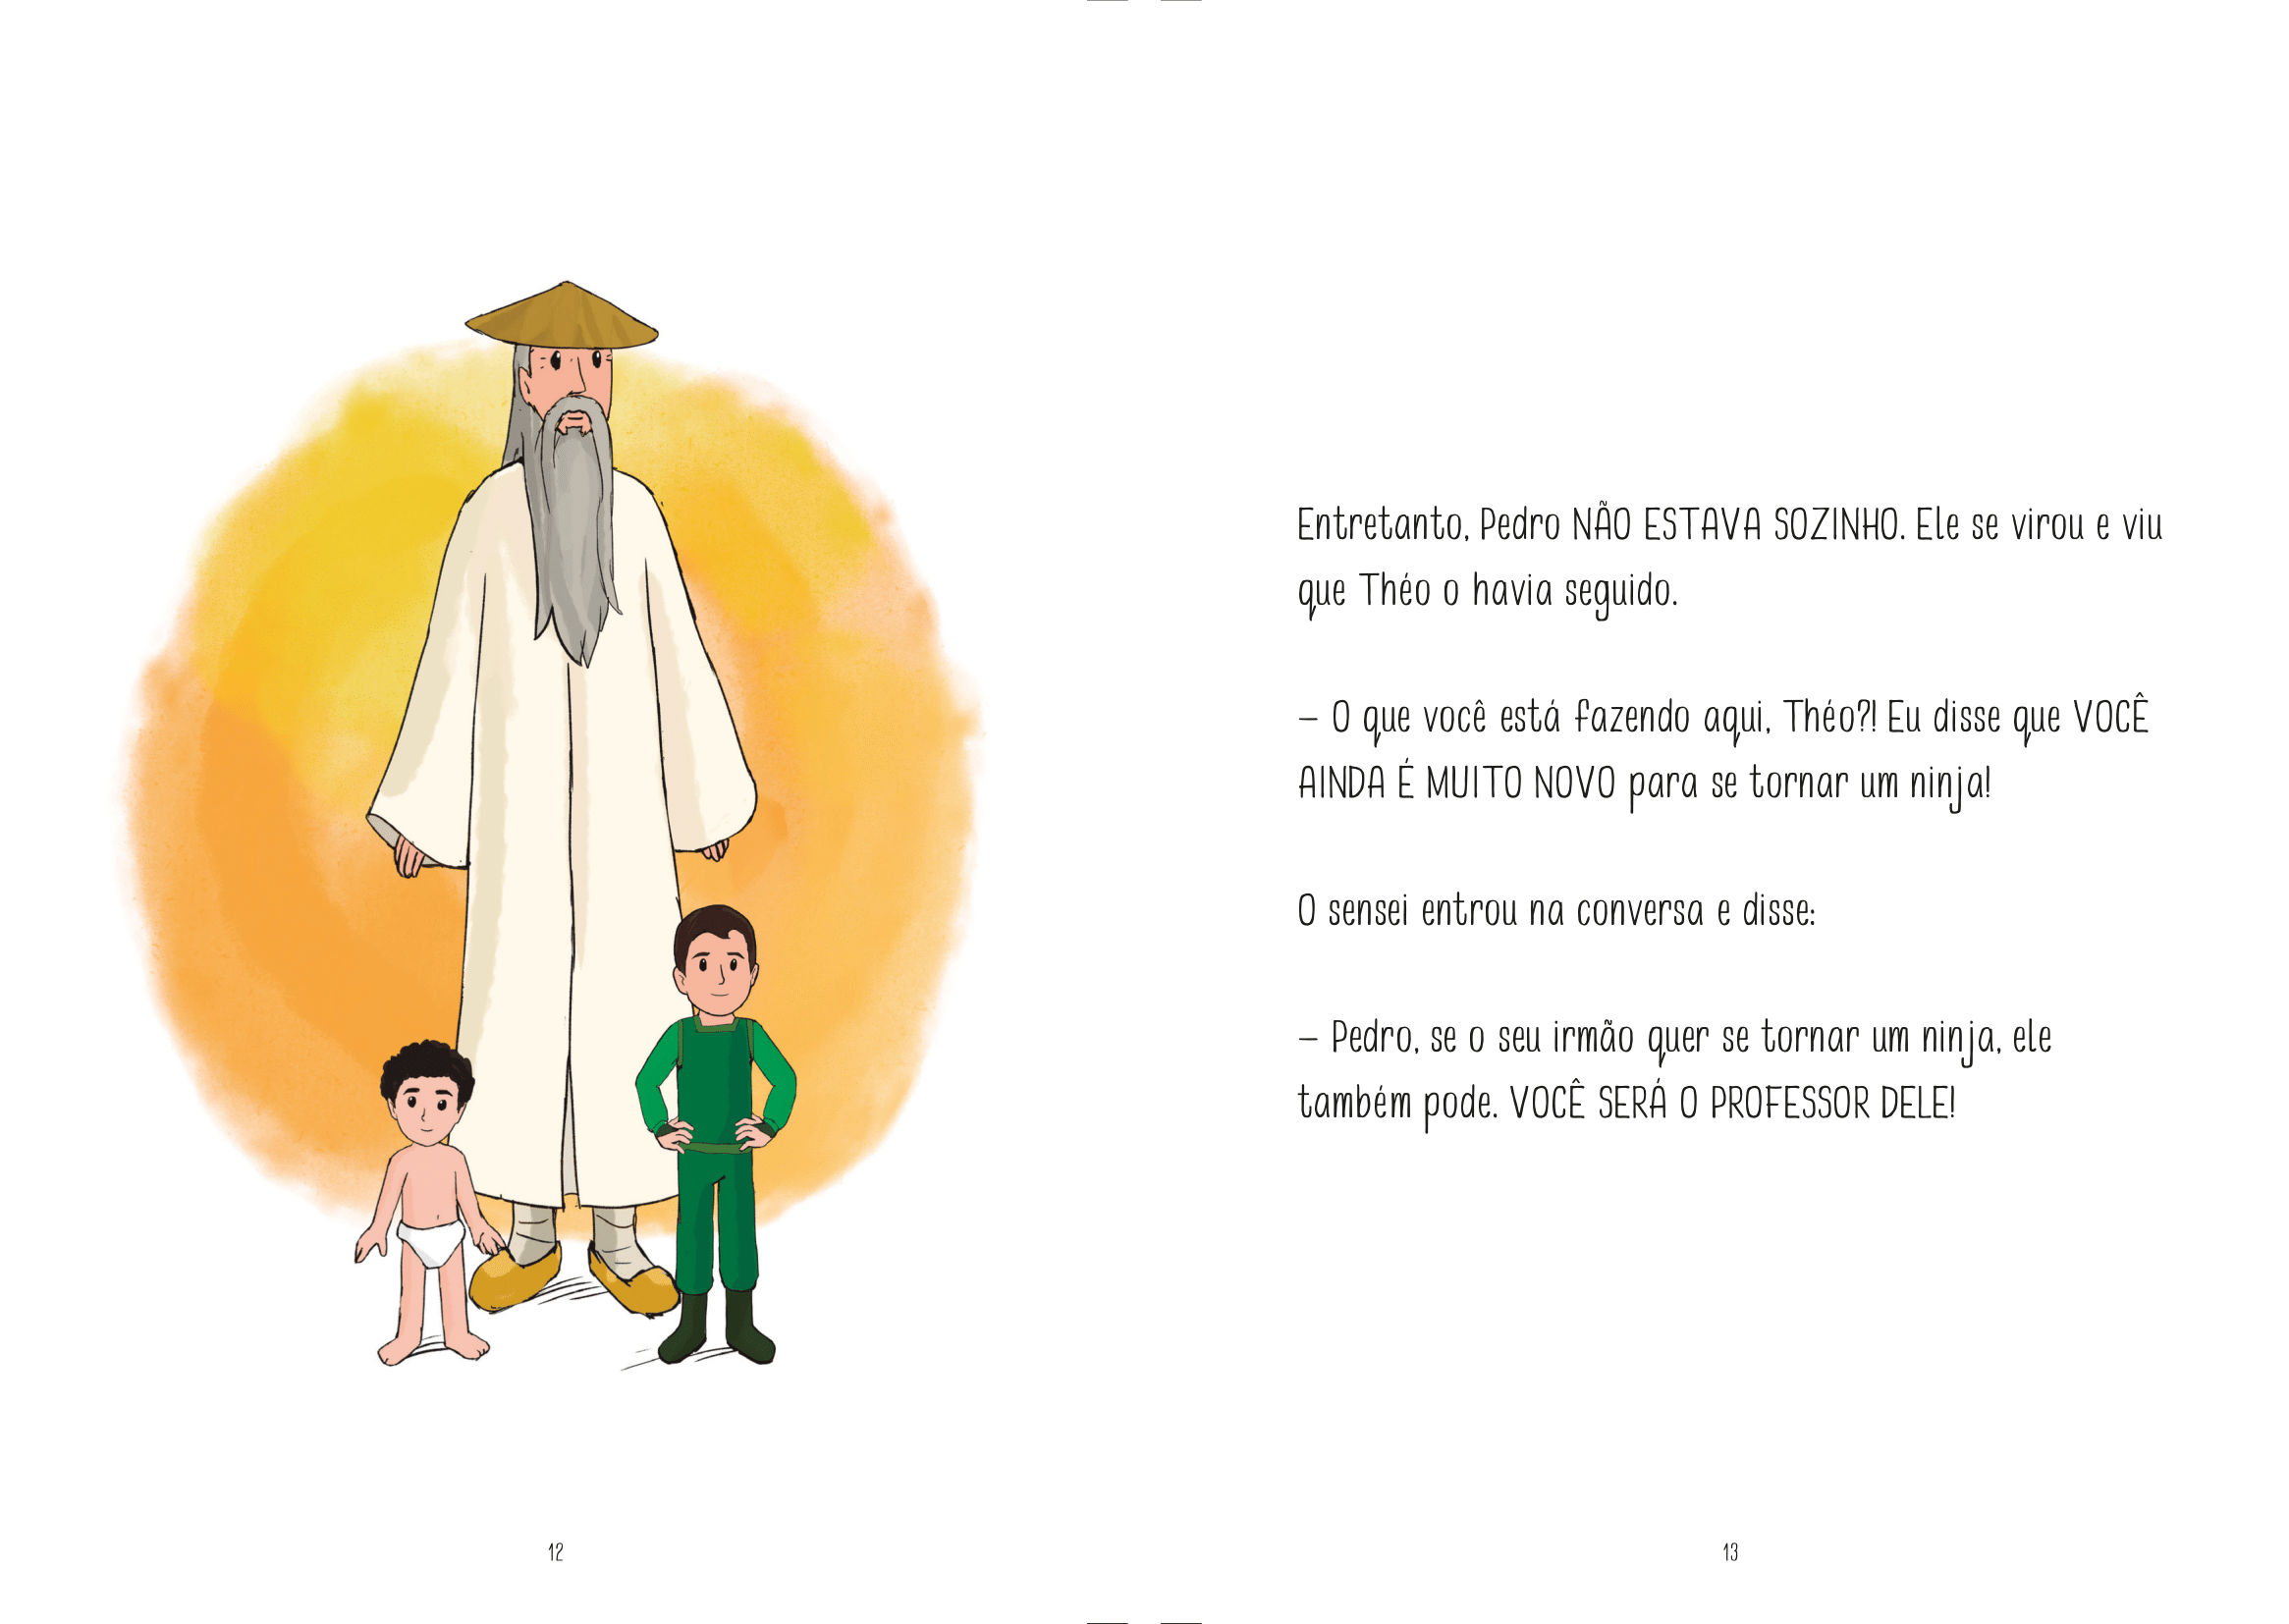 Entretanto, Pedro NÃO ESTAVA SOZINHO. Ele se virou e viu
que Théo o havia seguido.
– O que você está fazendo aqui, Théo?! Eu disse que VOCÊ
AINDA É MUITO NOVO para se tornar um ninja!
O sensei entrou na conversa e disse:
– Pedro, se o seu irmão quer se tornar um ninja, ele
também pode. VOCÊ SERÁ O PROFESSOR DELE!
12
13